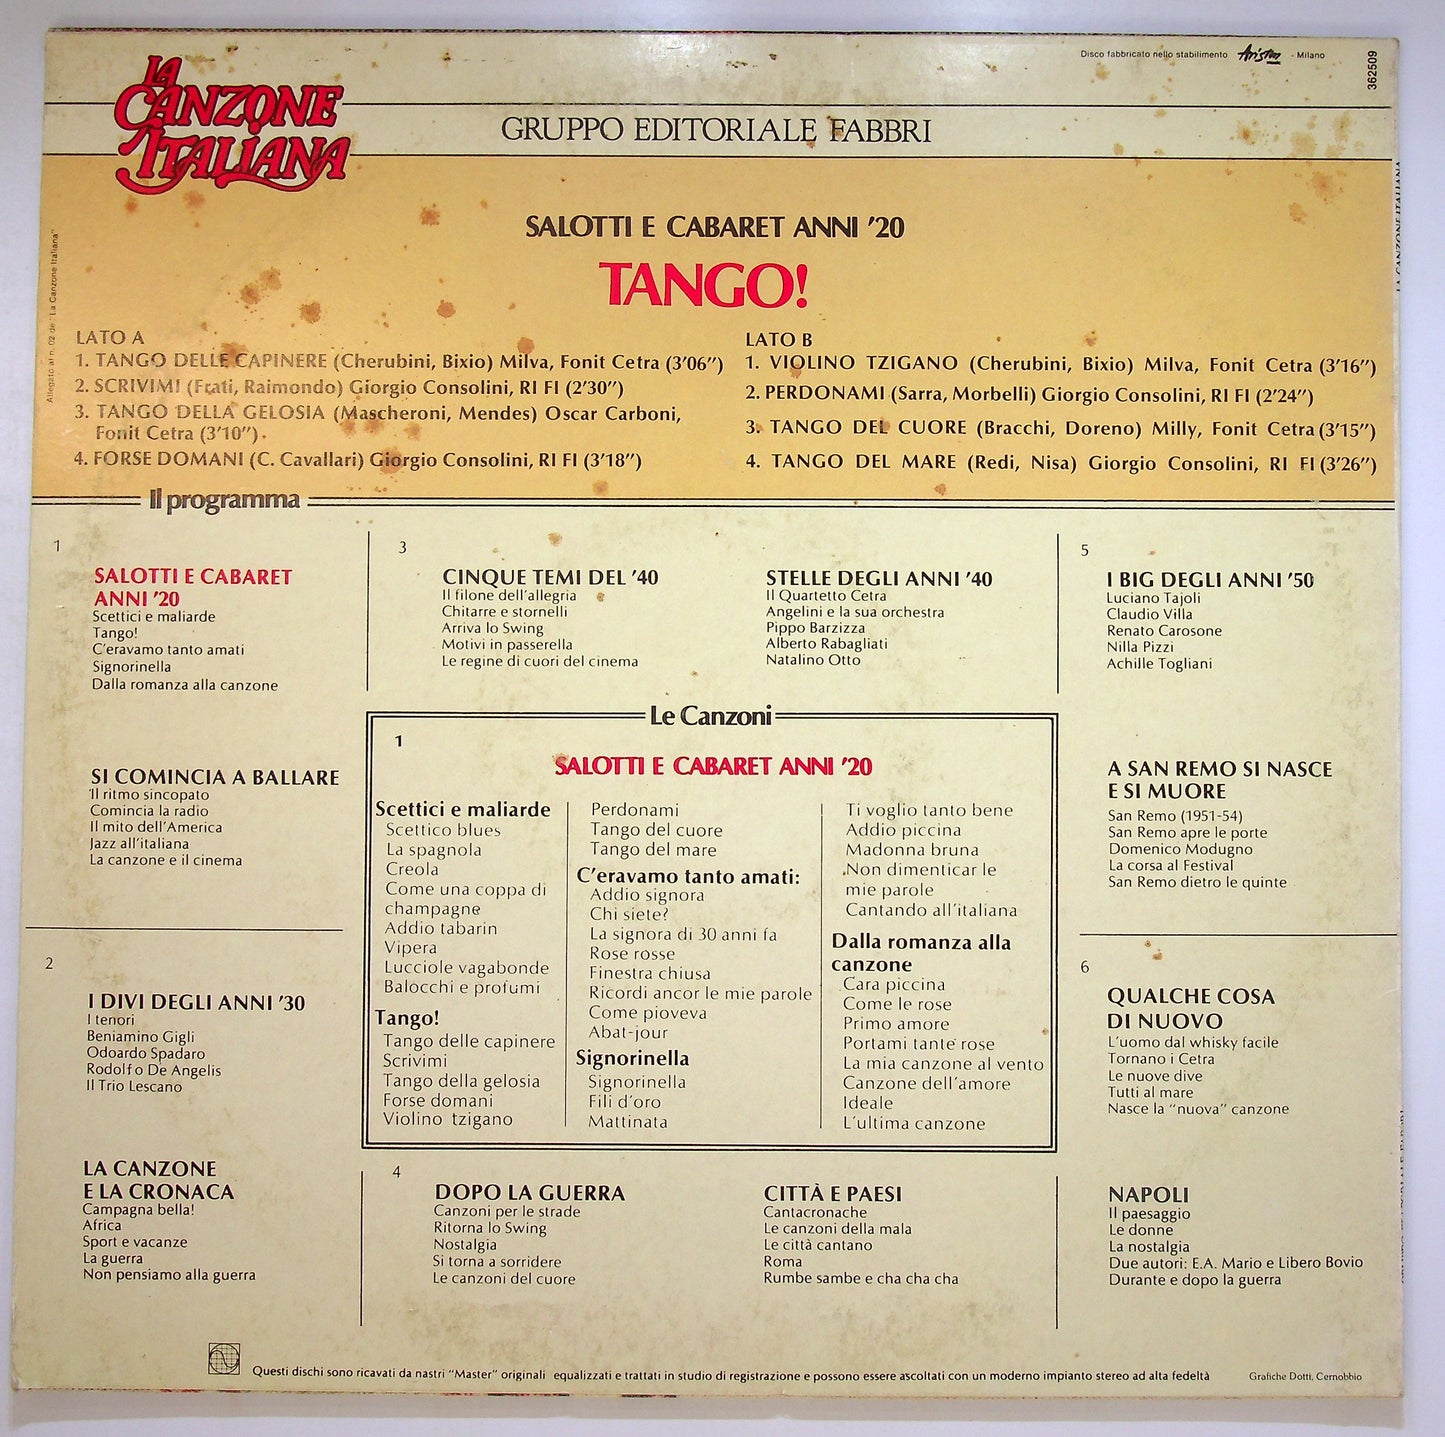 Disco fabbricato nello stabilimento Ariston - Milano
362509
LA
CANZONE
ITALIANA
GRUPPO EDITORIALE FABBRI
LA CANZONE ITALIANA
Allegato al n. 02 de "La Canzone Italiana"
SALOTTI E CABARET ANNI '20
TANGO!
LATO A
1. TANGO DELLE CAPINERE (Cherubini, Bixio) Milva, Fonit Cetra (3'06'')
2. SCRIVIMI (Frati, Raimondo) Giorgio Consolini, RI FI (2'30'')
3. TANGO DELLA GELOSIA (Mascheroni, Mendes) Oscar Carboni,
Fonit Cetra (3'10'').
4. FORSE DOMANI (C. Cavallari) Giorgio Consolini, RI FI (3'18'')
LATO B
1. VIOLINO TZIGANO (Cherubini, Bixio) Milva, Fonit Cetra (3'16'')
2. PERDONAMI (Sarra, Morbelli) Giorgio Consolini, RI FI (2'24'')
3. TANGO DEL CUORE (Bracchi, Doreno) Milly, Fonit Cetra (3'15'')
4. TANGO DEL MARE (Redi, Nisa) Giorgio Consolini, RI FI (3'26'')
Il programma
1
SALOTTI E CABARET
ANNI '20
Scettici e maliarde
Tango!
C'eravamo tanto amati
Signorinella
Dalla romanza alla canzone
SI COMINCIA A BALLARE
Il ritmo sincopato
Comincia la radio
Il mito dell'America
Jazz all'italiana
La canzone e il cinema
2
I DIVI DEGLI ANNI '30
I tenori
Beniamino Gigli
Odoardo Spadaro
Rodolfo De Angelis
Il Trio Lescano
LA CANZONE
E LA CRONACA
Campagna bella!
Africa
Sport e vacanze
La guerra
Non pensiamo alla guerra
3
CINQUE TEMI DEL '40
Il filone dell'allegria
Chitarre e stornelli
Arriva lo Swing
Motivi in passerella
Le regine di cuori del cinema
STELLE DEGLI ANNI '40
Il Quartetto Cetra
Angelini e la sua orchestra
Pippo Barzizza
Alberto Rabagliati
Natalino Otto
Le Canzoni
1
SALOTTI E CABARET ANNI '20
Scettici e maliarde
Scettico blues
La spagnola
Creola
Come una coppa di
champagne
Addio tabarin
Vipera
Lucciole vagabonde
Balocchi e profumi
Tango!
Tango delle capinere
Scrivimi
Tango della gelosia
Forse domani
Violino tzigano
Perdonami
Tango del cuore
Tango del mare
C'eravamo tanto amati:
Addio signora
Chi siete?
La signora di 30 anni fa
Rose rosse
Finestra chiusa
Ricordi ancor le mie parole
Come pioveva
Abat-jour
Signorinella
Signorinella
Fili d'oro
Mattinata
Ti voglio tanto bene
Addio piccina
Madonna bruna
Non dimenticar le
mie parole
Cantando all'italiana
Dalla romanza alla
canzone
Cara piccina
Come le rose
Primo amore
Portami tante rose
La mia canzone al vento
Canzone dell'amore
Ideale
L'ultima canzone
4
DOPO LA GUERRA
Canzoni per le strade
Ritorna lo Swing
Nostalgia
Si torna a sorridere
Le canzoni del cuore
CITTÀ E PAESI
Cantacronache
Le canzoni della mala
Le città cantano
Roma
Rumbe sambe e cha cha cha
5
I BIG DEGLI ANNI '50
Luciano Tajoli
Claudio Villa
Renato Carosone
Nilla Pizzi
Achille Togliani
A SAN REMO SI NASCE
E SI MUORE
San Remo (1951-54)
San Remo apre le porte
Domenico Modugno
La corsa al Festival
San Remo dietro le quinte
6
QUALCHE COSA
DI NUOVO
L'uomo dal whisky facile
Tornano i Cetra
Le nuove dive
Tutti al mare
Nasce la "nuova" canzone
NAPOLI
Il paesaggio
Le donne
La nostalgia
Due autori: E.A. Mario e Libero Bovio
Durante e dopo la guerra
Questi dischi sono ricavati da nastri "Master" originali equalizzati e trattati in studio di registrazione e possono essere ascoltati con un moderno impianto stereo ad alta fedeltà
Grafiche Dotti, Cernobbio